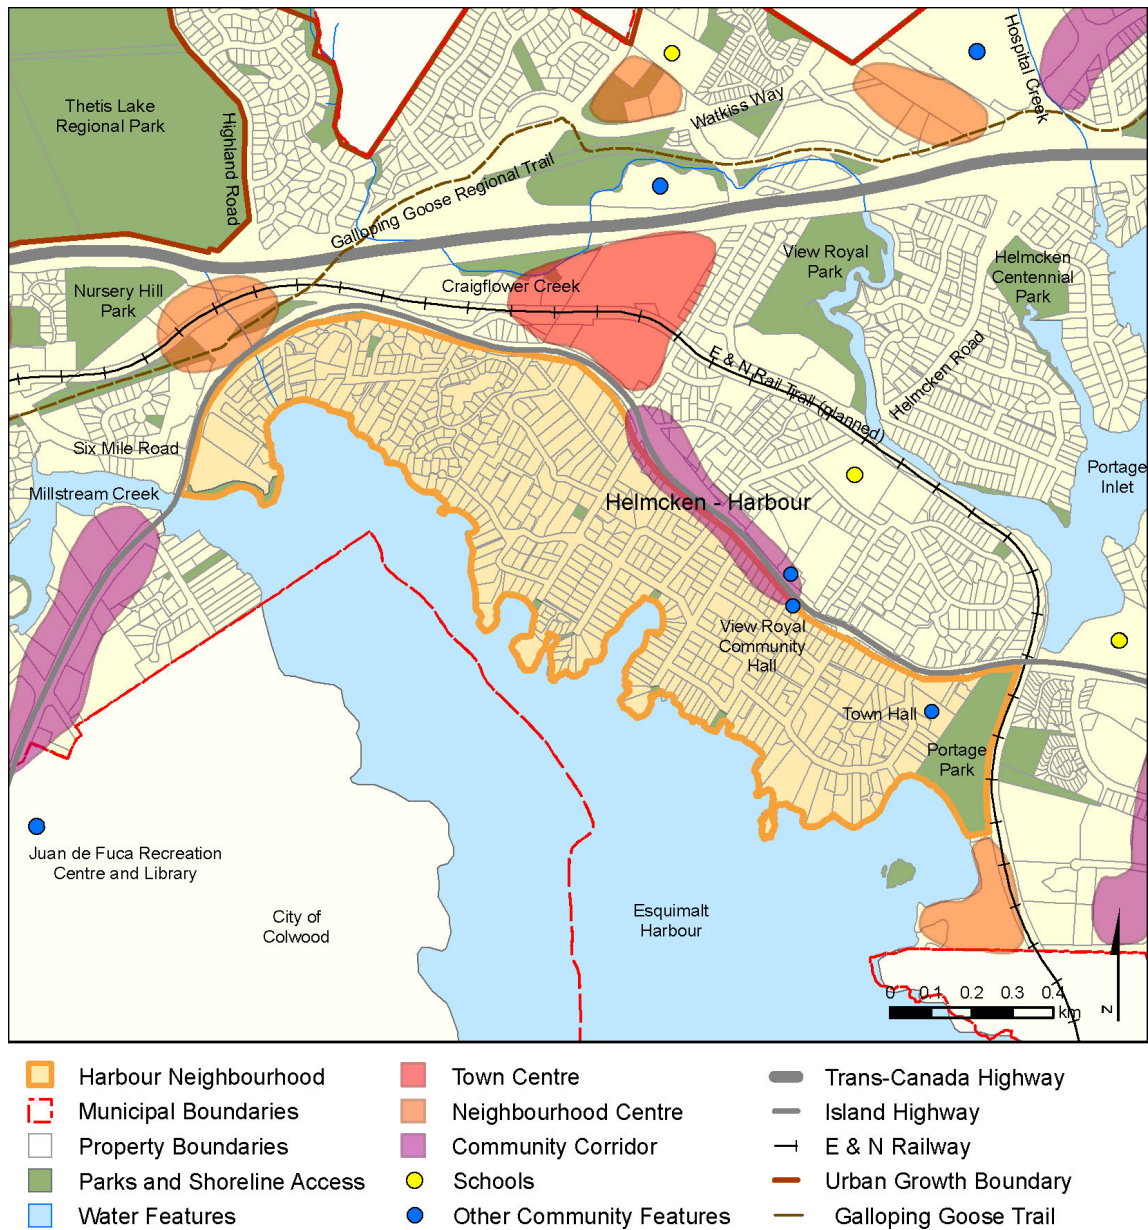 Thetis Lake
Regional Park
Highland Road
Galloping Goose Regional Trail
Watkiss Way
Hospital Creek
Nursery Hill
Park
Craigflower Creek
View Royal
Park
Helmcken
Centennial
Park
E & N Rail Trail (planned)
Helmcken Road
Six Mile Road
Millstream Creek
Portage
Inlet
Helmcken - Harbour
View Royal
Community
Hall
Town Hall
Portage
Park
Juan de Fuca Recreation
Centre and Library
City of
Colwood
Esquimalt
Harbour
0 0.1 0.2 0.3 0.4
km
N
Harbour Neighbourhood
Municipal Boundaries
Property Boundaries
Parks and Shoreline Access
Water Features
Town Centre
Neighbourhood Centre
Community Corridor
Schools
Other Community Features
Trans-Canada Highway
Island Highway
E & N Railway
Urban Growth Boundary
Galloping Goose Trail